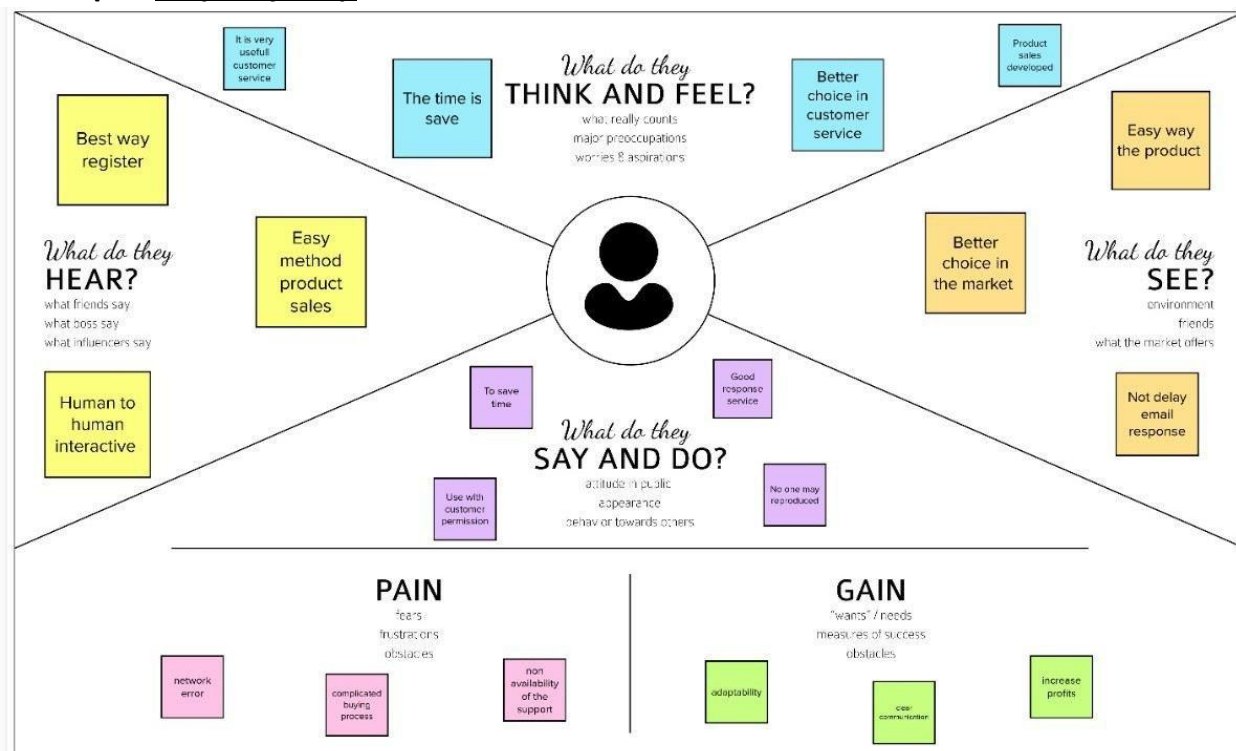 It is very
usefull
customer
service
The time is
save
What do they
THINK AND FEEL?
what really counts
major preoccupations
worries & aspirations
Better
choice in
customer
service
Product
sales
developed
Best way
register
Easy
method
product
sales
What do they
HEAR?
what friends say
what boss say
what influencers say
Human to
human
interactive
Easy way
the product
Better
choice in
the market
What do they
SEE?
environment
friends
what the market offers
Not delay
email
response
To save
time
Good
response
service
What do they
SAY AND DO?
attitude in public
appearance
behavior towards others
Use with
customer
permission
No one may
reproduced
PAIN
fears
frustrations
obstacles
network
error
complicated
buying
process
non
availability
of the
support
GAIN
"wants" / needs
measures of success
obstacles
adaptability
clear
communication
increase
profits